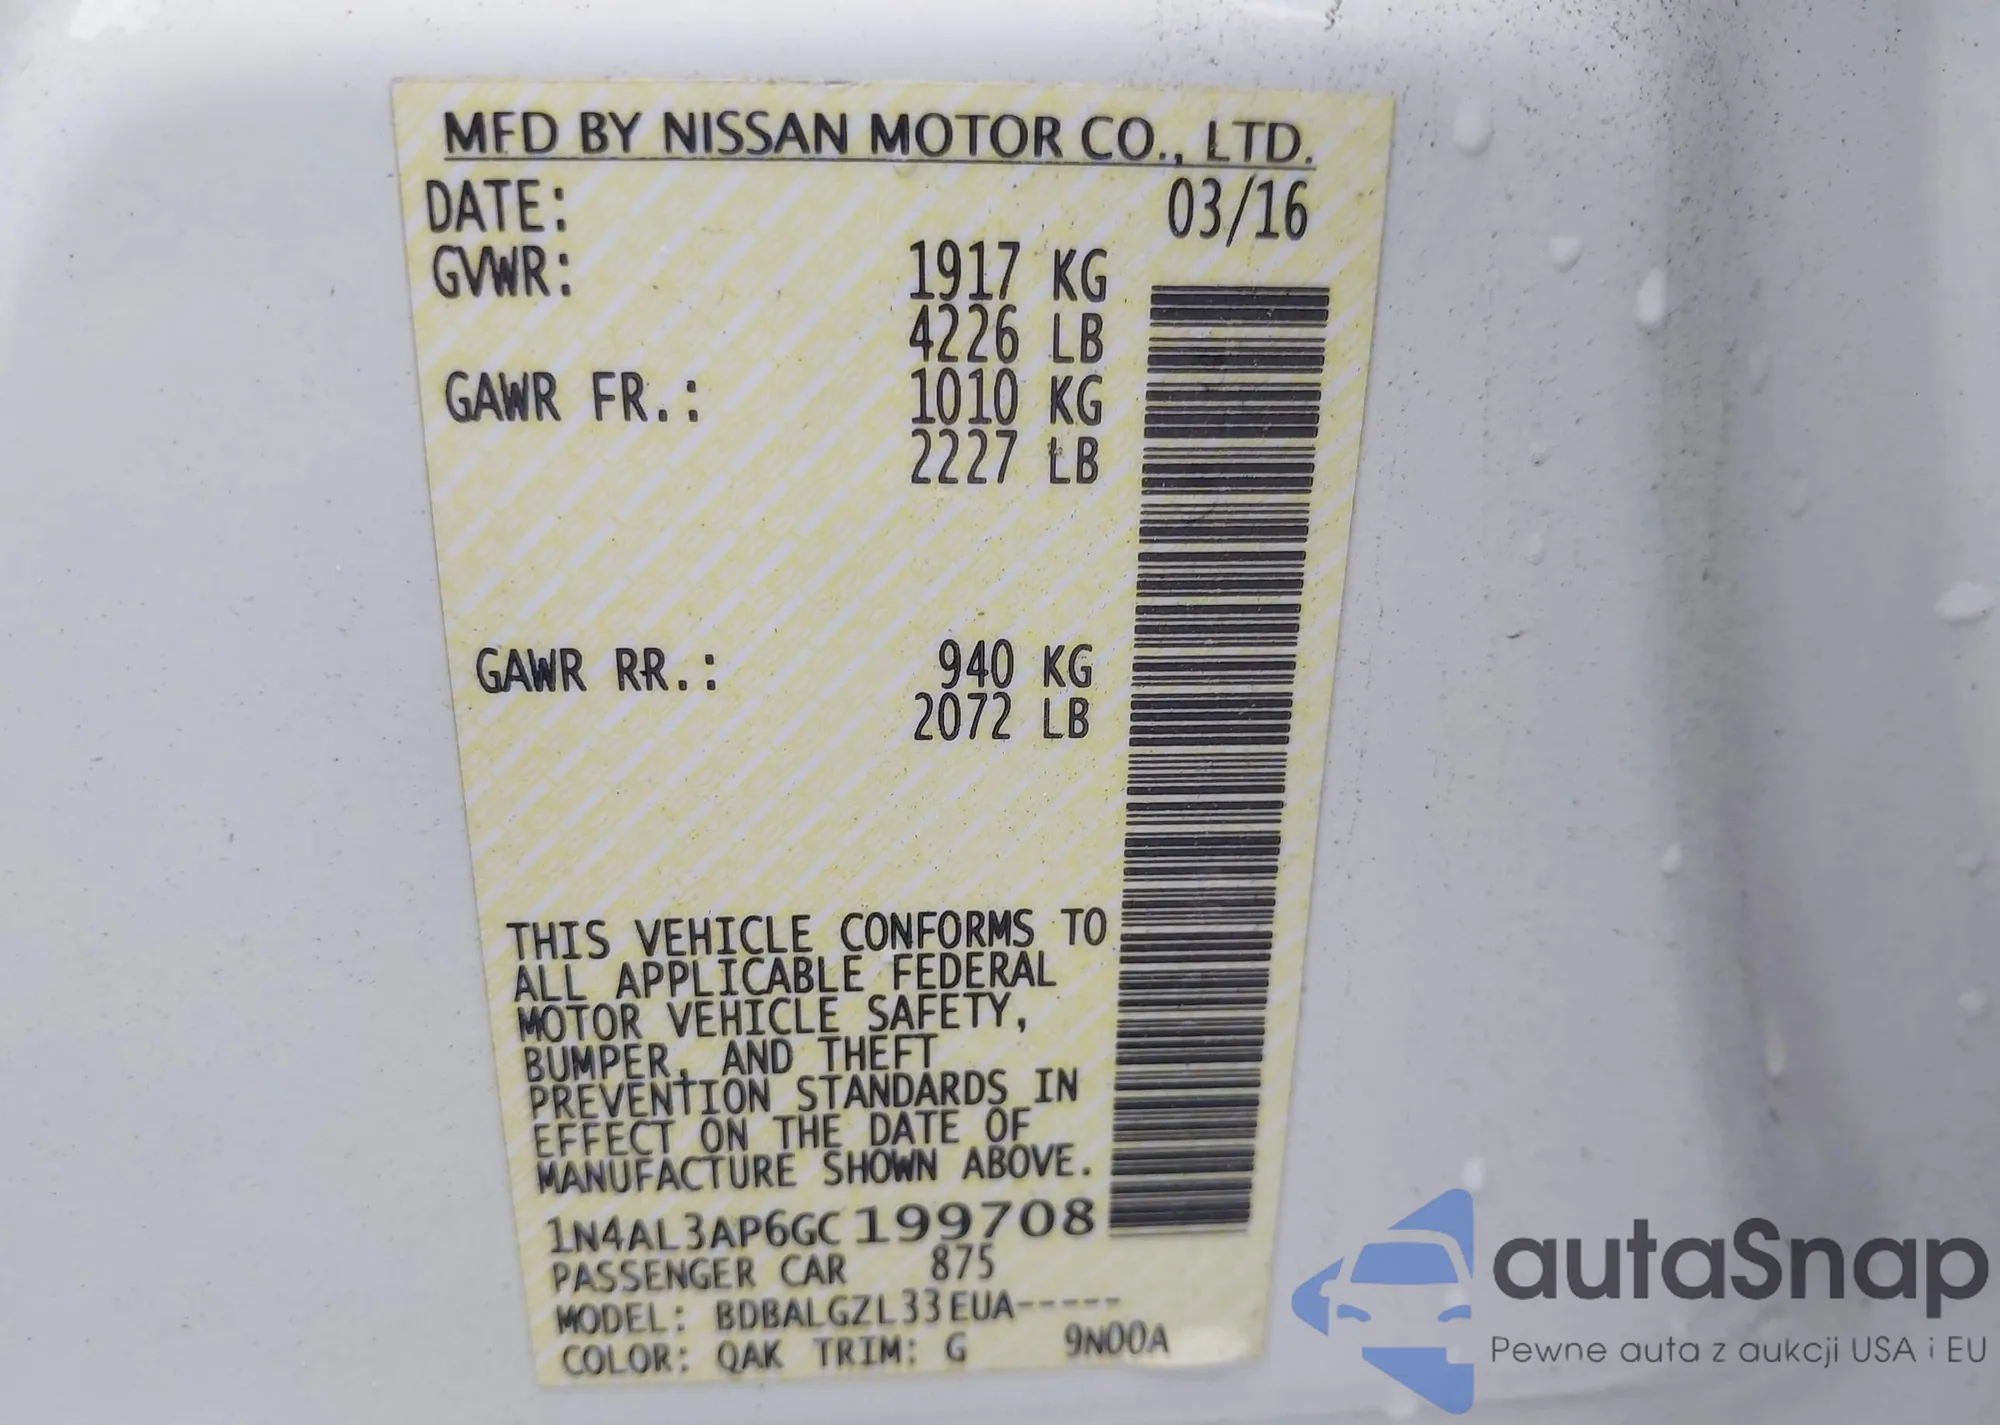 MFD BY NISSAN MOTOR CO., LTD.
DATE: 03/16
GVWR: 1917 KG
4226 LB
GAWR FR.: 1010 KG
2227 LB
GAWR RR.: 940 KG
2072 LB
THIS VEHICLE CONFORMS TO
ALL APPLICABLE FEDERAL
MOTOR VEHICLE SAFETY,
BUMPER, AND THEFT
PREVENTION STANDARDS IN
EFFECT ON THE DATE OF
MANUFACTURE SHOWN ABOVE.
1N4AL3AP6GC199708
PASSENGER CAR 875
MODEL: BDBALGZL33EUA-----
COLOR: QAK TRIM: G 9N00A
autaSnap
Pewne auta z aukcji USA i EU